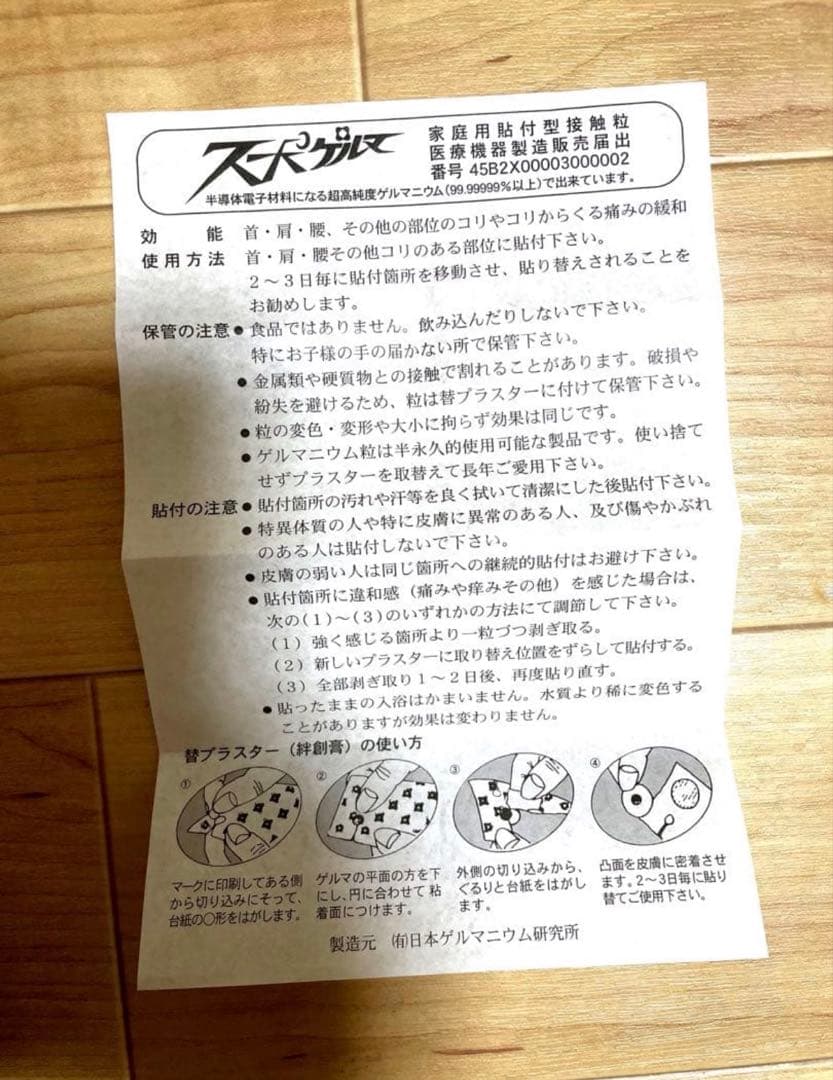 スーパーゲルマ
家庭用貼付型接触粒
医療機器製造販売届出
番号 45B2X00003000002
半導体電子材料になる超高純度ゲルマニウム(99.99999%以上)で出来ています。
効　能 首・肩・腰、その他の部位のコリやコリからくる痛みの緩和
使用方法 首・肩・腰その他コリのある部位に貼付下さい。
2～3日毎に貼付箇所を移動させ、貼り替えされることを
お勧めします。
保管の注意●食品ではありません。飲み込んだりしないで下さい。
特にお子様の手の届かない所で保管下さい。
●金属類や硬質物との接触で割れることがあります。破損や
紛失を避けるため、粒は替プラスターに付けて保管下さい。
●粒の変色・変形や大小に拘らず効果は同じです。
●ゲルマニウム粒は半永久的使用可能な製品です。使い捨て
せずプラスターを取替えて長年ご愛用下さい。
貼付の注意●貼付箇所の汚れや汗等を良く拭いて清潔にした後貼付下さい。
●特異体質の人や特に皮膚に異常のある人、及び傷やかぶれ
のある人は貼付しないで下さい。
●皮膚の弱い人は同じ箇所への継続的貼付はお避け下さい。
●貼付箇所に違和感（痛みや痒みその他）を感じた場合は、
次の(1)～(3)のいずれかの方法にて調節して下さい。
(1) 強く感じる箇所より一粒づつ剥ぎ取る。
(2) 新しいプラスターに取り替え位置をずらして貼付する。
(3) 全部剥ぎ取り1～2日後、再度貼り直す。
●貼ったままの入浴はかまいません。水質より稀に変色する
ことがありますが効果は変わりません。
替プラスター（絆創膏）の使い方
①
マークに印刷してある側
から切り込みにそって、
台紙の○形をはがします。
②
ゲルマの平面の方を下
にし、円に合わせて 粘
着面につけます。
③
外側の切り込みから、
ぐるりと台紙をはがし
ます。
④
凸面を皮膚に密着させ
ます。2～3日毎に貼り
替てご使用下さい。
製造元 (有)日本ゲルマニウム研究所